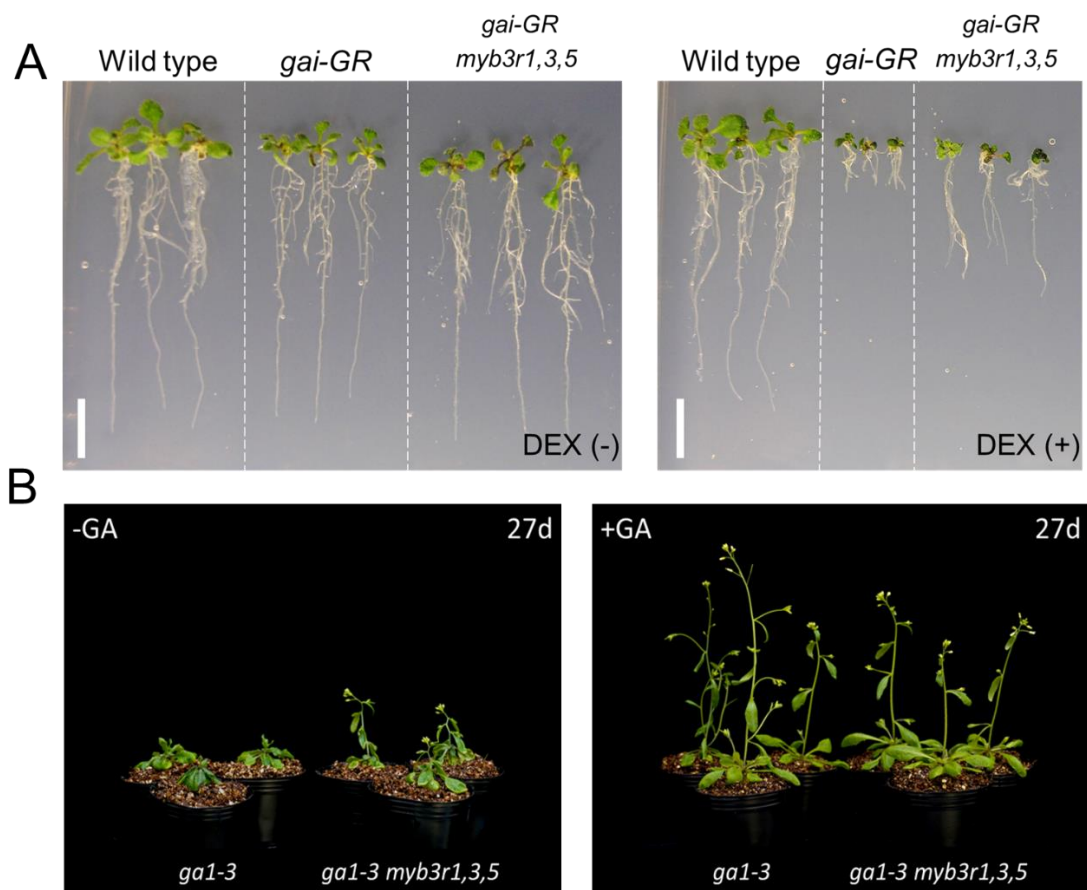 A
Wild type
gai-GR
gai-GR
myb3r1,3,5
DEX (-)
Wild type
gai-GR
gai-GR
myb3r1,3,5
DEX (+)
B
-GA
27d
ga1-3
ga1-3 myb3r1,3,5
+GA
27d
ga1-3
ga1-3 myb3r1,3,5